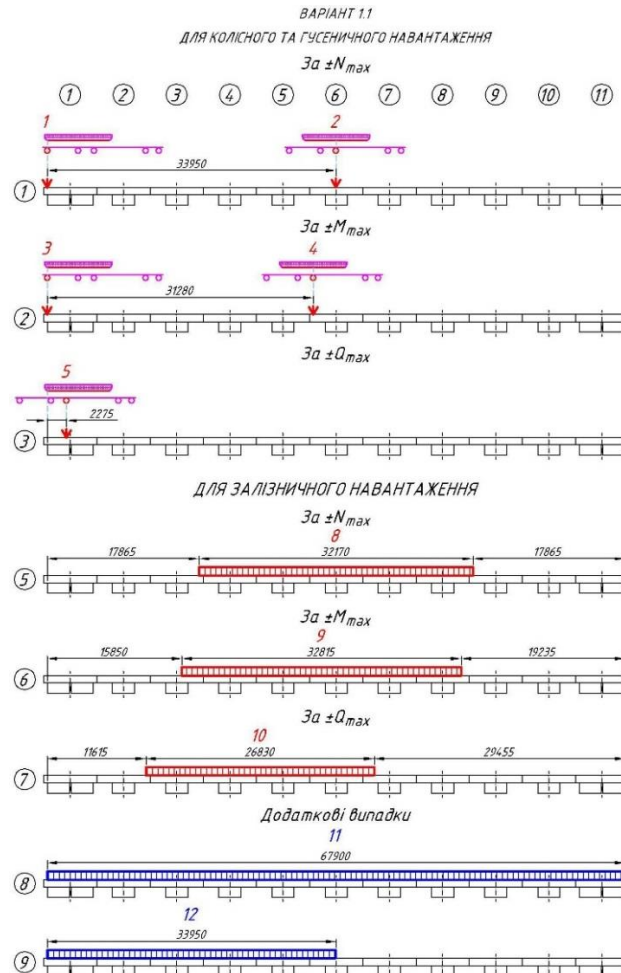 ВАРІАНТ 1.1
ДЛЯ КОЛІСНОГО ТА ГУСЕНИЧНОГО НАВАНТАЖЕННЯ
За ±Nmax
1 2 3 4 5 6 7 8 9 10 11
1 2
33950
1
За ±Mmax
3 4
31280
2
За ±Qmax
5
2275
3
ДЛЯ ЗАЛІЗНИЧНОГО НАВАНТАЖЕННЯ
За ±Nmax
8
17865 32170 17865
5
За ±Mmax
9
15850 32815 19235
6
За ±Qmax
10
11615 26830 29455
7
Додаткові випадки
11
67900
8
12
33950
9